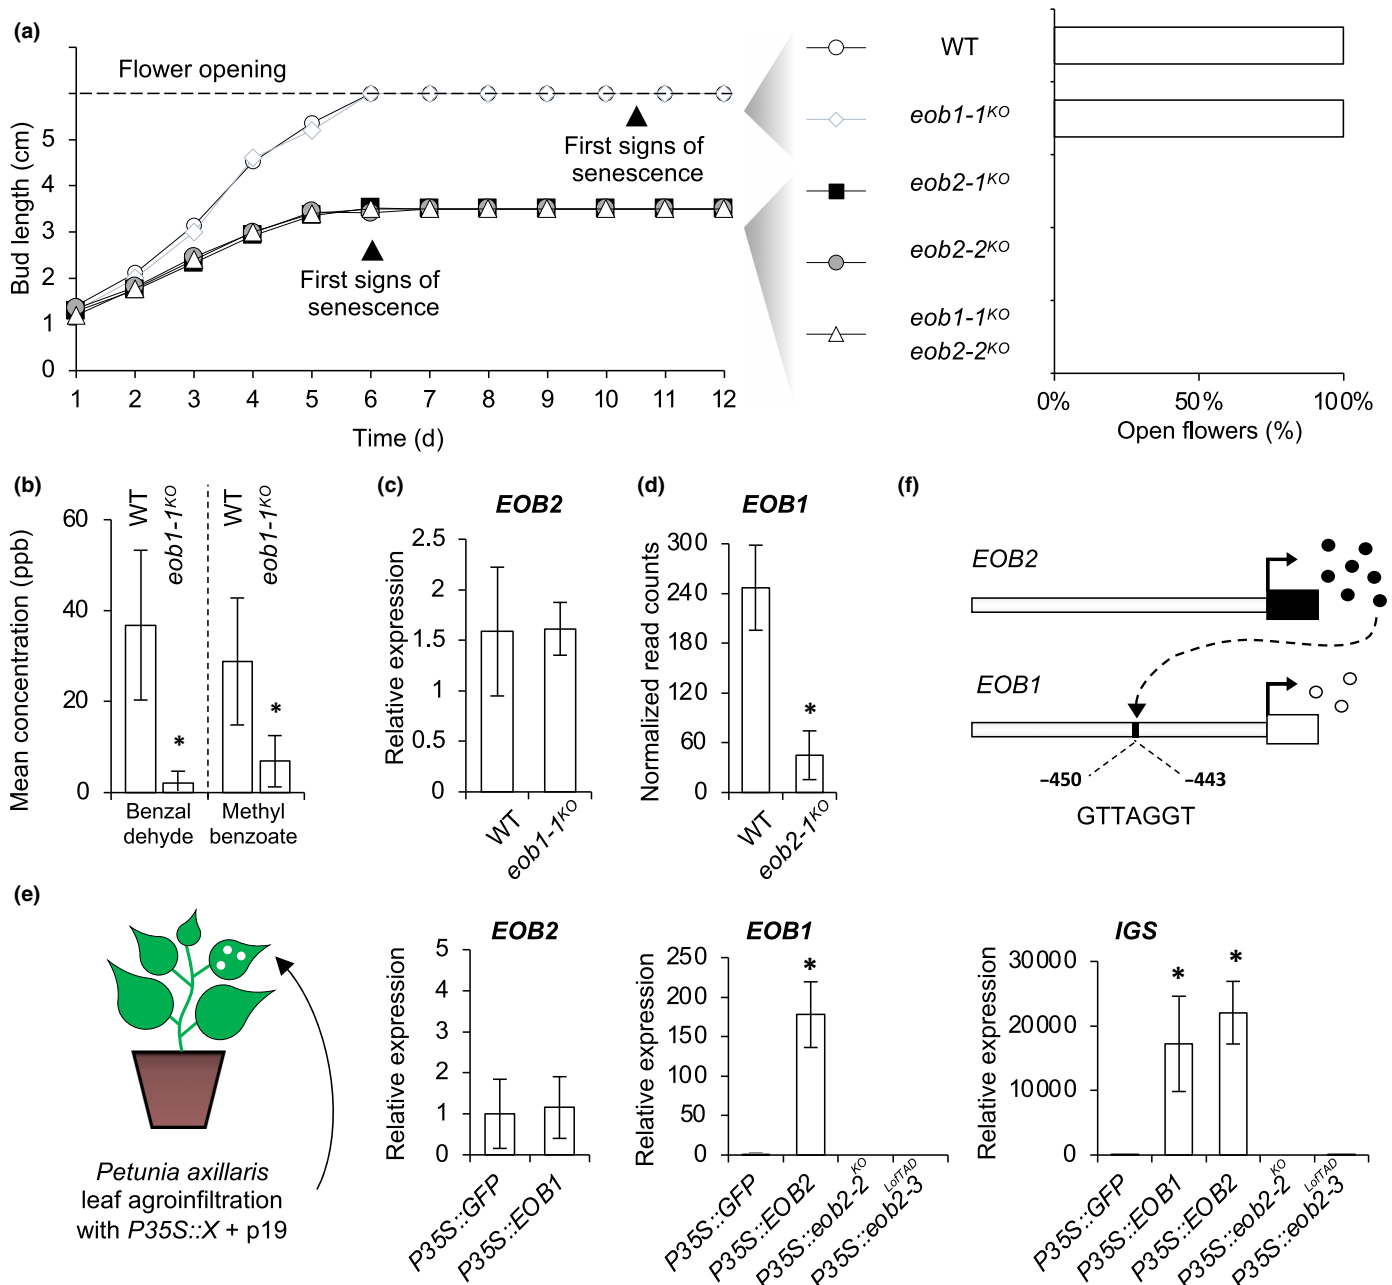 (a)
Flower opening
First signs of
senescence
First signs of
senescence
Bud length (cm)
5
4
3
2
1
0
1 2 3 4 5 6 7 8 9 10 11 12
Time (d)
WT
eob1-1KO
eob2-1KO
eob2-2KO
eob1-1KO
eob2-2KO
0% 50% 100%
Open flowers (%)
(b)
WT
eob1-1KO
WT
eob1-1KO
Mean concentration (ppb)
60
40
20
0
*
*
Benzal
dehyde
Methyl
benzoate
(c)
EOB2
Relative expression
2.5
2
1.5
1
0.5
0
WT
eob1-1KO
(d)
EOB1
Normalized read counts
300
240
180
120
60
0
*
WT
eob2-1KO
(f)
EOB2
EOB1
–450
–443
GTTAGGT
(e)
Petunia axillaris
leaf agroinfiltration
with P35S::X + p19
EOB2
Relative expression
5
4
3
2
1
0
P35S::GFP
P35S::EOB1
EOB1
Relative expression
250
200
150
100
50
0
*
P35S::GFP
P35S::EOB2
P35S::eob2-2KO
P35S::eob2-3LofTAD
IGS
Relative expression
30000
20000
10000
0
*
*
P35S::GFP
P35S::EOB1
P35S::EOB2
P35S::eob2-2KO
P35S::eob2-3LofTAD